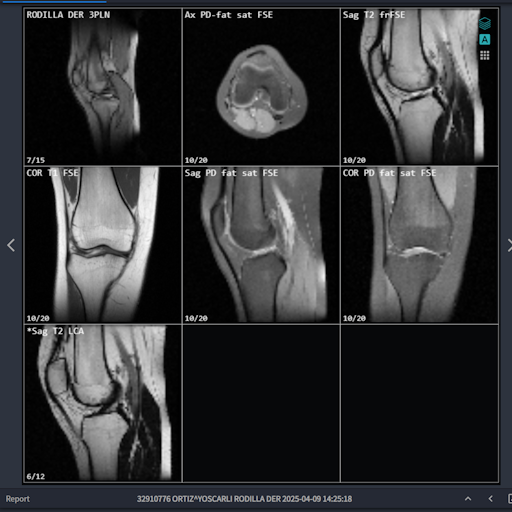 RODILLA DER 3PLN
Ax PD-fat sat FSE
Sag T2 frFSE
A
7/15
10/20
10/20
COR T1 FSE
Sag PD fat sat FSE
COR PD fat sat FSE
10/20
10/20
10/20
*Sag T2 LCA
6/12
Report
32910776 ORTIZ^YOSCARLI RODILLA DER 2025-04-09 14:25:18